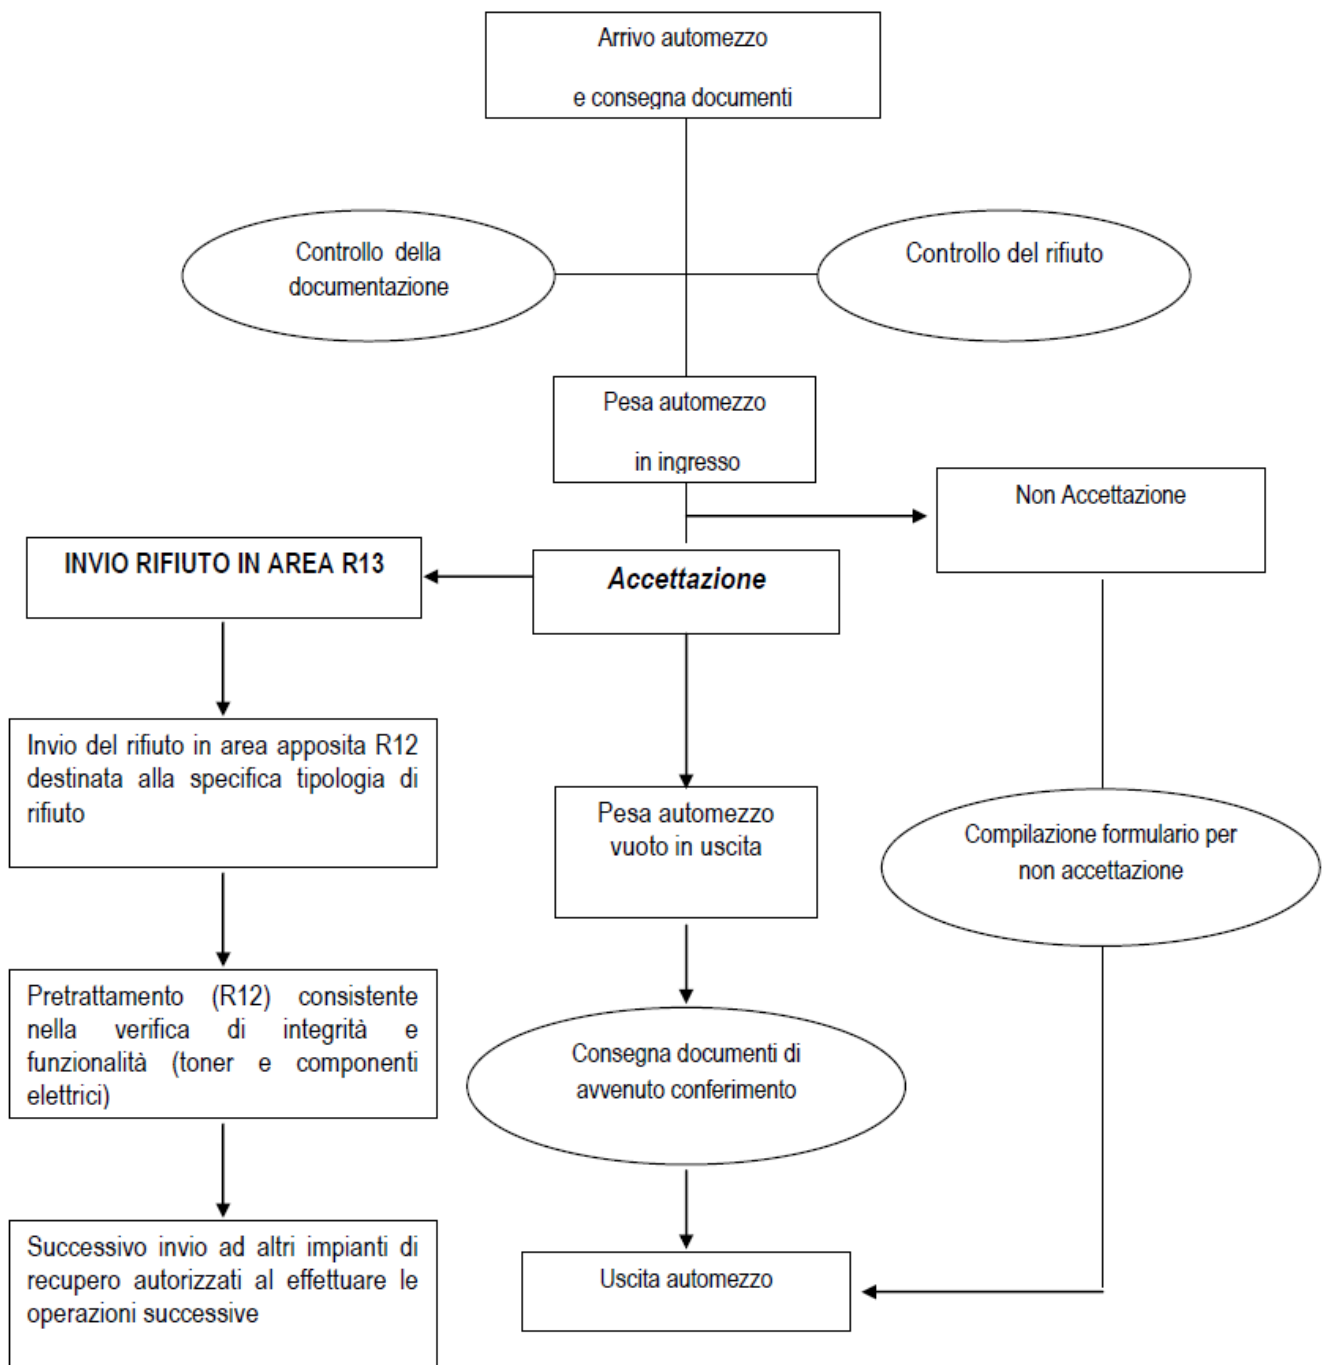 Arrivo automezzo
e consegna documenti
Controllo della
documentazione
Controllo del rifiuto
Pesa automezzo
in ingresso
Non Accettazione
INVIO RIFIUTO IN AREA R13
Accettazione
Invio del rifiuto in area apposita R12
destinata alla specifica tipologia di
rifiuto
Pesa automezzo
vuoto in uscita
Compilazione formulario per
non accettazione
Pretrattamento (R12) consistente
nella verifica di integrità e
funzionalità (toner e componenti
elettrici)
Consegna documenti di
avvenuto conferimento
Successivo invio ad altri impianti di
recupero autorizzati al effettuare le
operazioni successive
Uscita automezzo